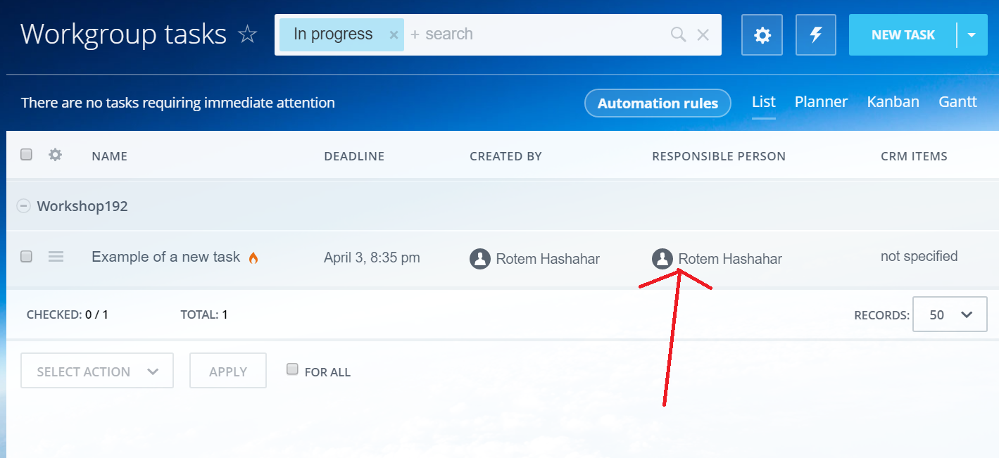 Workgroup tasks In progress × + search NEW TASK
There are no tasks requiring immediate attention Automation rules List Planner Kanban Gantt
NAME DEADLINE CREATED BY RESPONSIBLE PERSON CRM ITEMS
Workshop192
Example of a new task April 3, 8:35 pm Rotem Hashahar Rotem Hashahar not specified
CHECKED: 0 / 1 TOTAL: 1 RECORDS: 50
SELECT ACTION APPLY FOR ALL